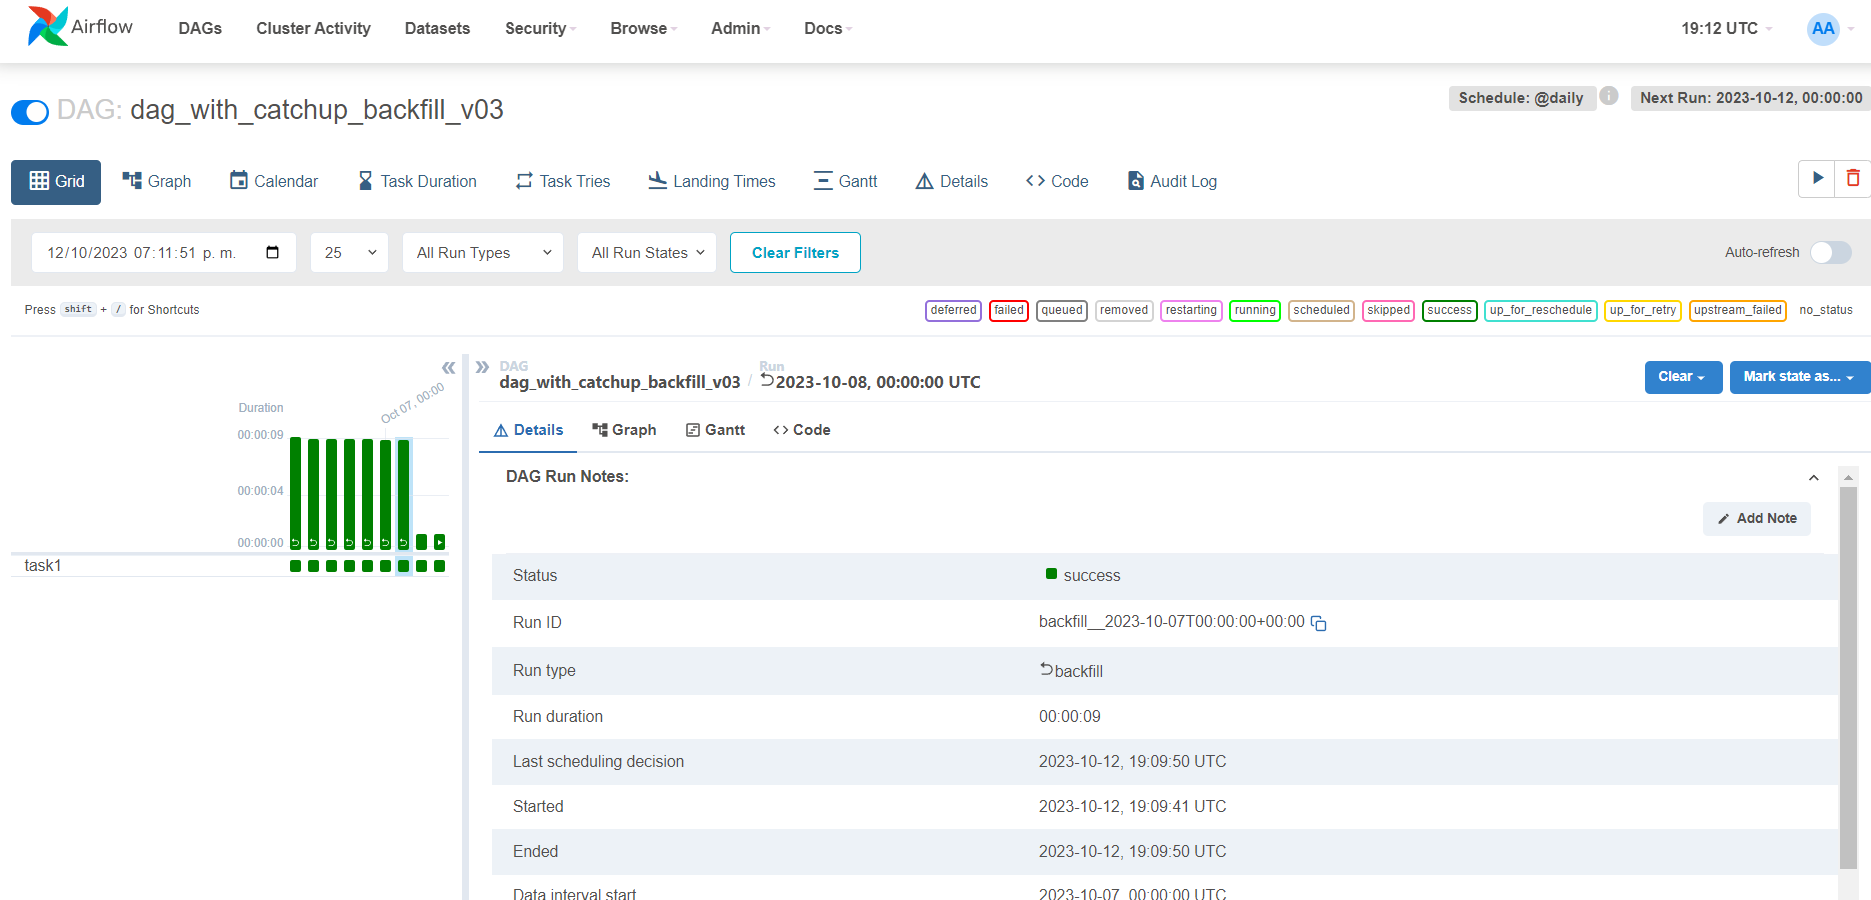 Airflow DAGs Cluster Activity Datasets Security Browse Admin Docs 19:12 UTC AA
DAG: dag_with_catchup_backfill_v03 Schedule: @daily i Next Run: 2023-10-12, 00:00:00
Grid Graph Calendar Task Duration Task Tries Landing Times Gantt Details Code Audit Log
12/10/2023 07:11:51 p. m. 25 All Run Types All Run States Clear Filters Auto-refresh
Press shift + / for Shortcuts deferred failed queued removed restarting running scheduled skipped success up_for_reschedule up_for_retry upstream_failed no_status
Oct 07, 00:00
Duration
00:00:09
00:00:04
00:00:00
task1
DAG Run
dag_with_catchup_backfill_v03 / 2023-10-08, 00:00:00 UTC Clear Mark state as...
Details Graph Gantt Code
DAG Run Notes:
Add Note
Status success
Run ID backfill__2023-10-07T00:00:00+00:00
Run type backfill
Run duration 00:00:09
Last scheduling decision 2023-10-12, 19:09:50 UTC
Started 2023-10-12, 19:09:41 UTC
Ended 2023-10-12, 19:09:50 UTC
Data interval start 2023-10-07, 00:00:00 UTC